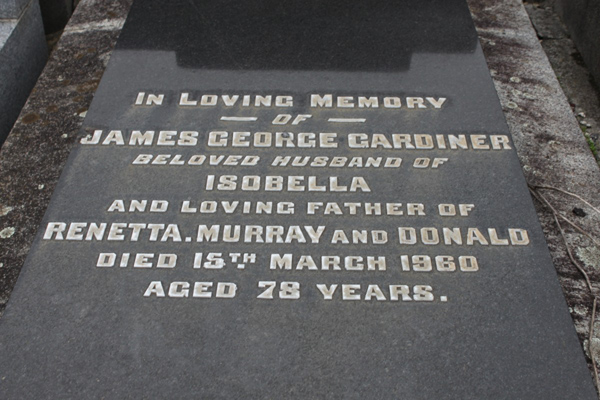 IN LOVING MEMORY
— OF —
JAMES GEORGE GARDINER
BELOVED HUSBAND OF
ISOBELLA
AND LOVING FATHER OF
RENETTA. MURRAY AND DONALD
DIED 15TH. MARCH 1960
AGED 78 YEARS.